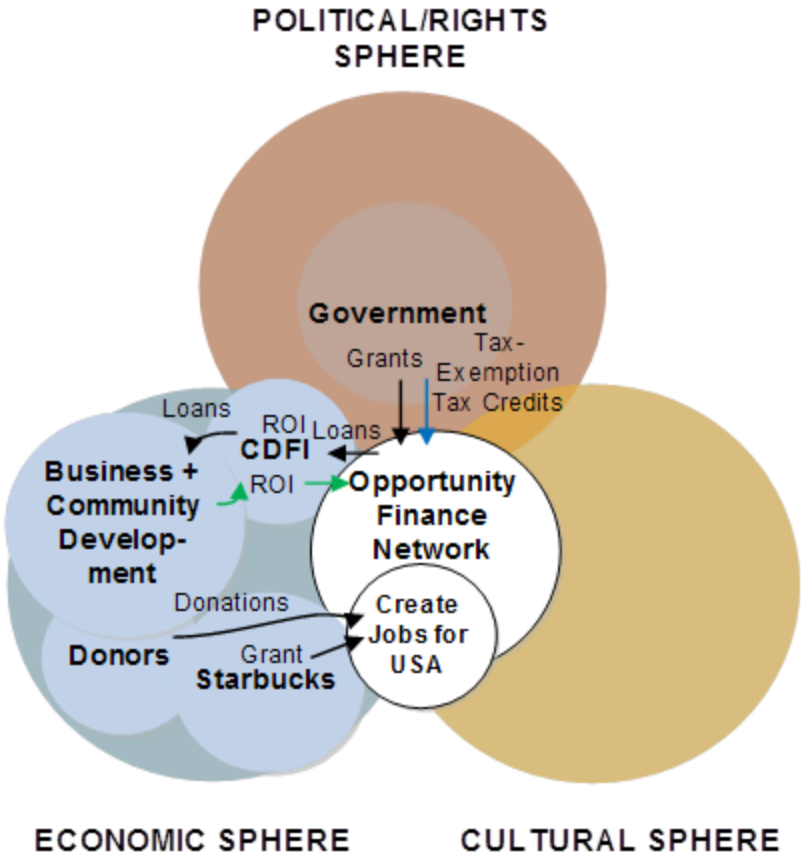 POLITICAL/RIGHTS
SPHERE
Government
Grants
Tax-
Exemption
Tax Credits
Loans
ROI
Loans
CDFI
ROI
Business +
Community
Develop-
ment
Opportunity
Finance
Network
Donations
Create
Jobs for
USA
Donors
Grant
Starbucks
ECONOMIC SPHERE
CULTURAL SPHERE